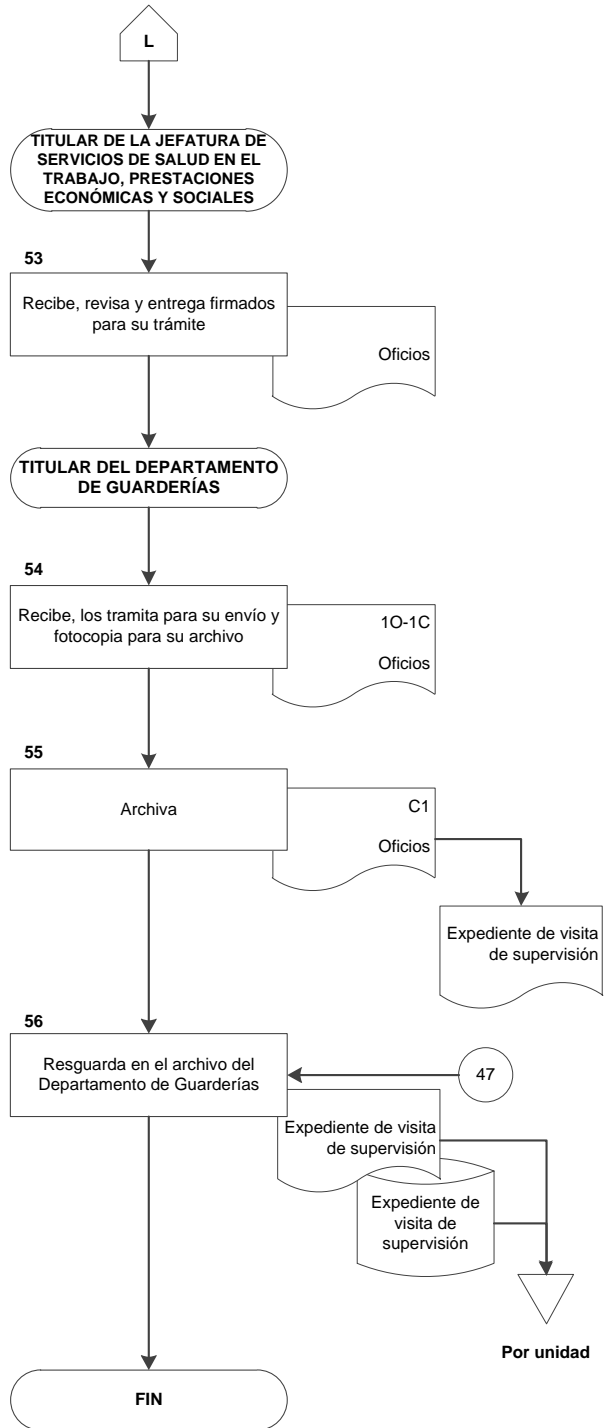 L
TITULAR DE LA JEFATURA DE
SERVICIOS DE SALUD EN EL
TRABAJO, PRESTACIONES
ECONÓMICAS Y SOCIALES
53
Recibe, revisa y entrega firmados
para su trámite
Oficios
TITULAR DEL DEPARTAMENTO
DE GUARDERÍAS
54
Recibe, los tramita para su envío y
fotocopia para su archivo
1O-1C
Oficios
55
Archiva
C1
Oficios
Expediente de visita
de supervisión
56
Resguarda en el archivo del
Departamento de Guarderías
47
Expediente de visita
de supervisión
Expediente de
visita de
supervisión
Por unidad
FIN